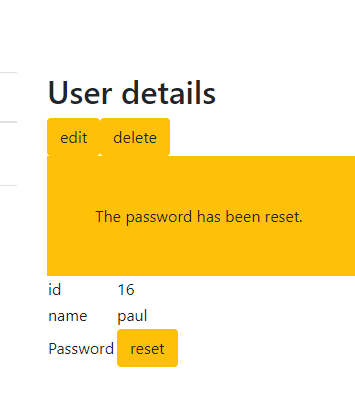 User details
edit delete
The password has been reset.
id 16
name paul
Password reset